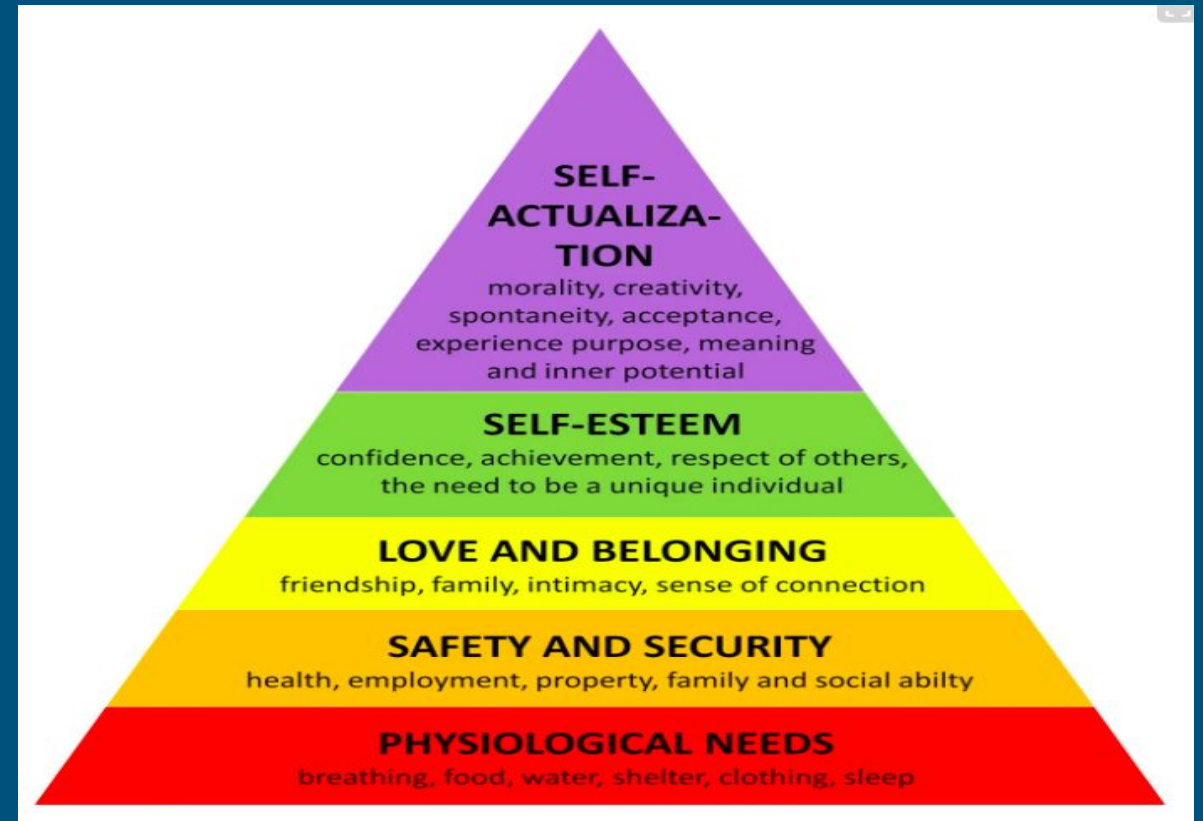 SELF-
ACTUALIZA-
TION
morality, creativity,
spontaneity, acceptance,
experience purpose, meaning
and inner potential
SELF-ESTEEM
confidence, achievement, respect of others,
the need to be a unique individual
LOVE AND BELONGING
friendship, family, intimacy, sense of connection
SAFETY AND SECURITY
health, employment, property, family and social abilty
PHYSIOLOGICAL NEEDS
breathing, food, water, shelter, clothing, sleep